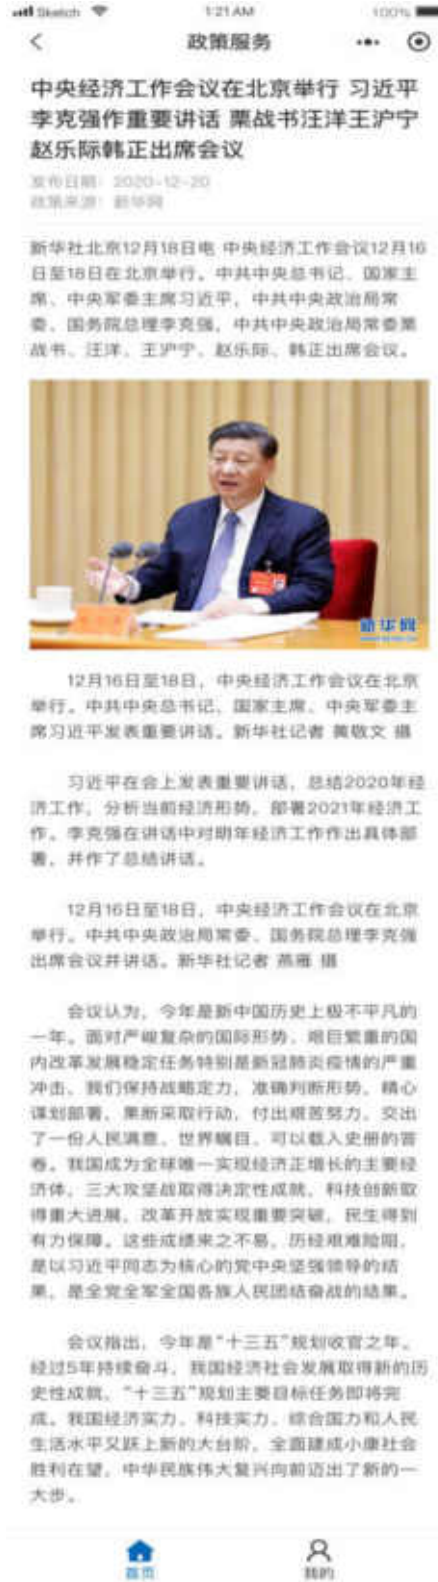 Sketch
1:21 AM
100%
政策服务
中央经济工作会议在北京举行 习近平
李克强作重要讲话 栗战书汪洋王沪宁
赵乐际韩正出席会议
发布日期：2020-12-20
政策来源：新华网
新华社北京12月18日电 中央经济工作会议12月16
日至18日在北京举行。中共中央总书记、国家主
席、中央军委主席习近平，中共中央政治局常
委、国务院总理李克强，中共中央政治局常委栗
战书、汪洋、王沪宁、赵乐际、韩正出席会议。
新华网
12月16日至18日，中央经济工作会议在北京
举行。中共中央总书记、国家主席、中央军委主
席习近平发表重要讲话。新华社记者 黄敬文 摄
习近平在会上发表重要讲话，总结2020年经
济工作，分析当前经济形势，部署2021年经济工
作。李克强在讲话中对明年经济工作作出具体部
署，并作了总结讲话。
12月16日至18日，中央经济工作会议在北京
举行。中共中央政治局常委、国务院总理李克强
出席会议并讲话。新华社记者 燕雁 摄
会议认为，今年是新中国历史上极不平凡的
一年。面对严峻复杂的国际形势、艰巨繁重的国
内改革发展稳定任务特别是新冠肺炎疫情的严重
冲击，我们保持战略定力，准确判断形势，精心
谋划部署，果断采取行动，付出艰苦努力，交出
了一份人民满意、世界瞩目、可以载入史册的答
卷。我国成为全球唯一实现经济正增长的主要经
济体，三大攻坚战取得决定性成就，科技创新取
得重大进展，改革开放实现重要突破，民生得到
有力保障。这些成绩来之不易，历经艰难险阻，
是以习近平同志为核心的党中央坚强领导的结
果，是全党全军全国各族人民团结奋战的结果。
会议指出，今年是“十三五”规划收官之年。
经过5年持续奋斗，我国经济社会发展取得新的历
史性成就，“十三五”规划主要目标任务即将完
成。我国经济实力、科技实力、综合国力和人民
生活水平又跃上新的大台阶，全面建成小康社会
胜利在望，中华民族伟大复兴向前迈出了新的一
大步。
首页
我的